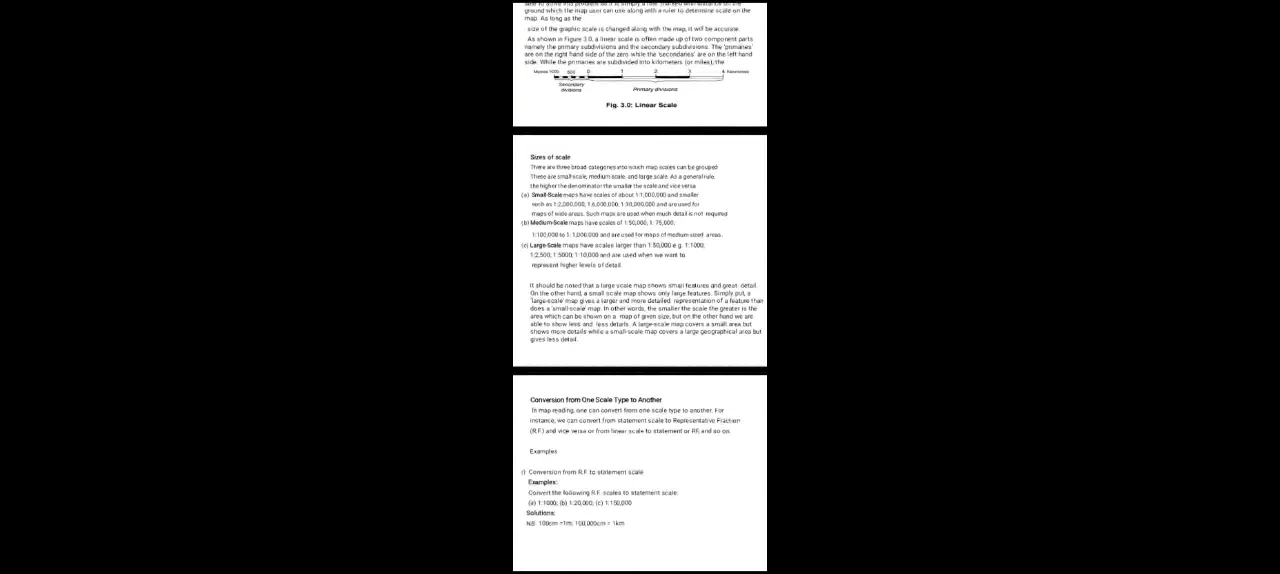 ground which the map user can use along with a ruler to determine scale on the
map. As long as the
size of the graphic scale is changed along with the map, it will be accurate.
As shown in Figure 3.0, a linear scale is often made up of two component parts
namely the primary subdivisions and the secondary subdivisions. The 'primaries'
are on the right hand side of the zero while the 'secondaries' are on the left hand
side. While the primaries are subdivided into kilometers (or miles), the
Metres 1000 500 0 1 2 3 4 Kilometres
Secondary
divisions
Primary divisions
Fig. 3.0: Linear Scale
Sizes of scale
There are three broad categories into which map scales can be grouped
These are small scale, medium scale, and large scale. As a general rule,
the higher the denominator the smaller the scale and vice versa
(a) Small-Scale maps have scales of about 1:1,000,000 and smaller
such as 1:2,000,000; 1:6,000,000; 1:30,000,000 and are used for
maps of wide areas. Such maps are used when much detail is not required
(b) Medium-Scale maps have scales of 1:50,000; 1: 75,000;
1:100,000 to 1: 1,000,000 and are used for maps of medium sized areas.
(c) Large-Scale maps have scales larger than 1:50,000 e.g. 1:1000;
1:2,500; 1:5000; 1:10,000 and are used when we want to
represent higher levels of detail.
It should be noted that a large scale map shows small features and great detail.
On the other hand, a small scale map shows only large features. Simply put, a
'large-scale' map gives a larger and more detailed representation of a feature than
does a 'small-scale' map. In other words, the smaller the scale the greater is the
area which can be shown on a map of given size, but on the other hand we are
able to show less and less details. A large-scale map covers a small area but
shows more details while a small-scale map covers a large geographical area but
gives less detail.
Conversion from One Scale Type to Another
In map reading, one can convert from one scale type to another. For
instance, we can convert from statement scale to Representative Fraction
(R.F.) and vice versa or from linear scale to statement or RF, and so on.
Examples
i) Conversion from R.F. to statement scale
Examples:
Convert the following R.F. scales to statement scale:
(a) 1:1000; (b) 1:20,000; (c) 1:150,000
Solutions:
N.B: 100cm =1m; 100,000cm = 1km